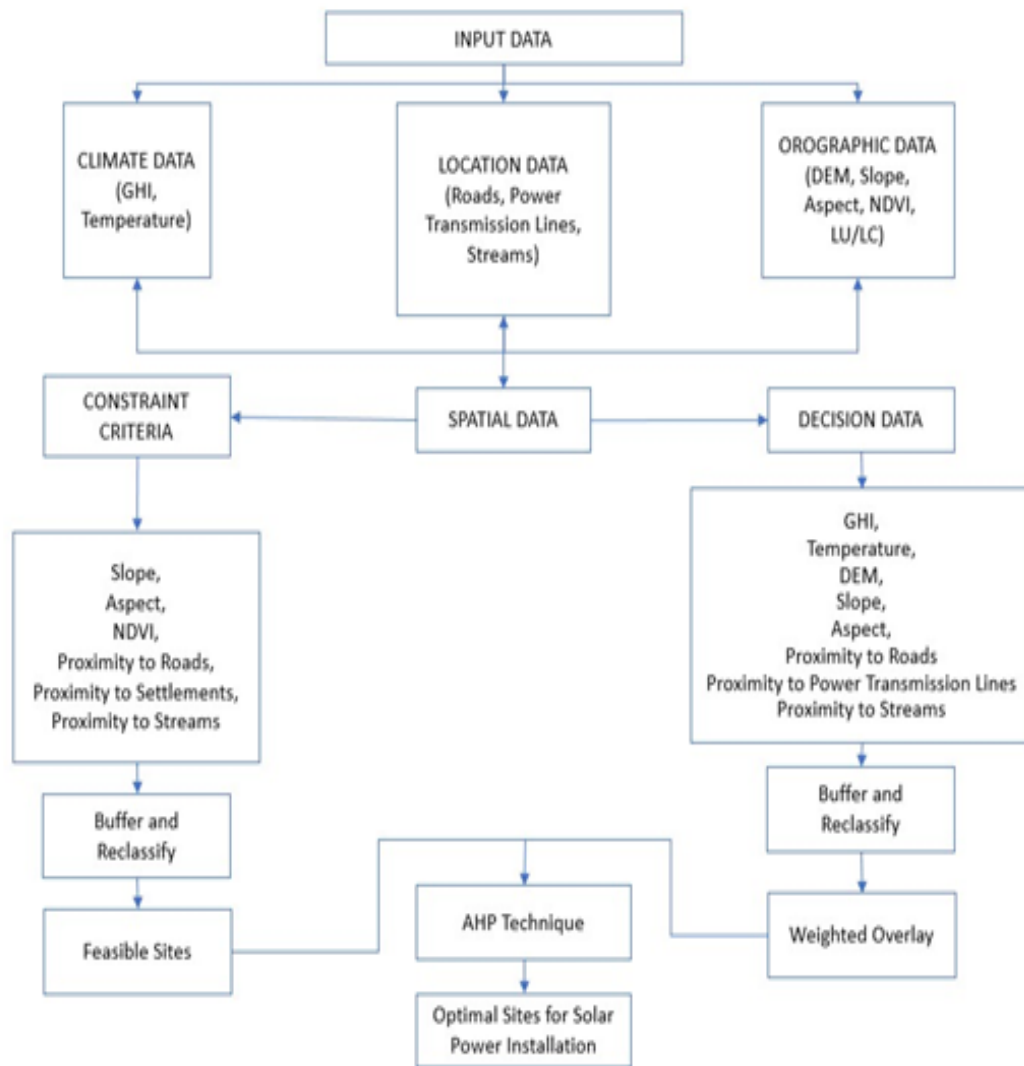 INPUT DATA
CLIMATE DATA
(GHI,
Temperature)
LOCATION DATA
(Roads, Power
Transmission Lines,
Streams)
OROGRAPHIC DATA
(DEM, Slope,
Aspect, NDVI,
LU/LC)
CONSTRAINT
CRITERIA
SPATIAL DATA
DECISION DATA
Slope,
Aspect,
NDVI,
Proximity to Roads,
Proximity to Settlements,
Proximity to Streams
GHI,
Temperature,
DEM,
Slope,
Aspect,
Proximity to Roads
Proximity to Power Transmission Lines
Proximity to Streams
Buffer and
Reclassify
Buffer and
Reclassify
Feasible Sites
AHP Technique
Weighted Overlay
Optimal Sites for Solar
Power Installation